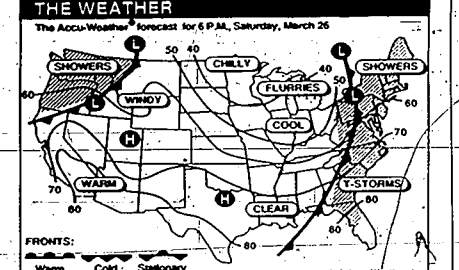 THE WEATHER
The Accu-Weather® forecast for 6 P.M., Saturday, March 26
L
50
40
L
SHOWERS
CHILLY
SHOWERS
40
50
60
L
WINDY
FLURRIES
L
60
COOL
H
70
70
WARM
H
T-STORMS
80
CLEAR
80
80
FRONTS:
Warm Cold Stationary